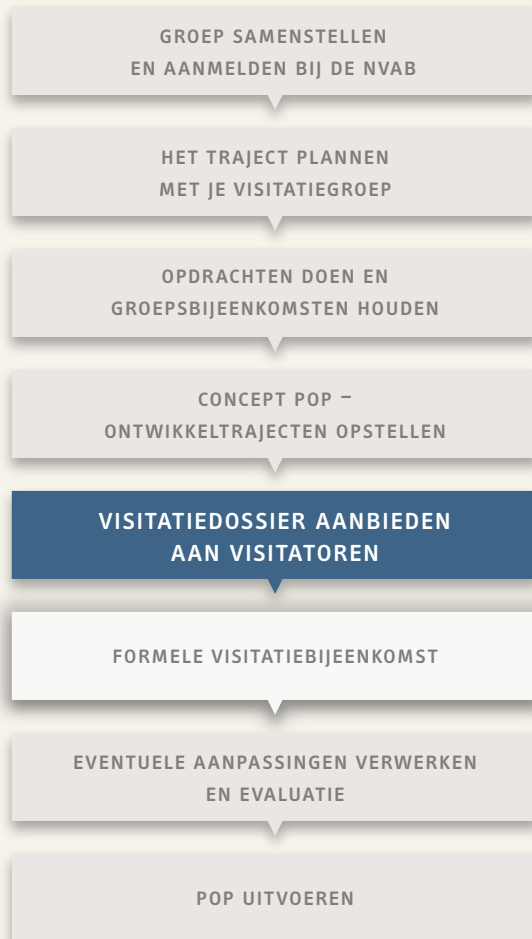 GROEP SAMENSTELLEN
EN AANMELDEN BIJ DE NVAB
HET TRAJECT PLANNEN
MET JE VISITATIEGROEP
OPDRACHTEN DOEN EN
GROEPSBIJEENKOMSTEN HOUDEN
CONCEPT POP –
ONTWIKKELTRAJECTEN OPSTELLEN
VISITATIEDOSSIER AANBIEDEN
AAN VISITATOREN
FORMELE VISITATIEBIJEENKOMST
EVENTUELE AANPASSINGEN VERWERKEN
EN EVALUATIE
POP UITVOEREN